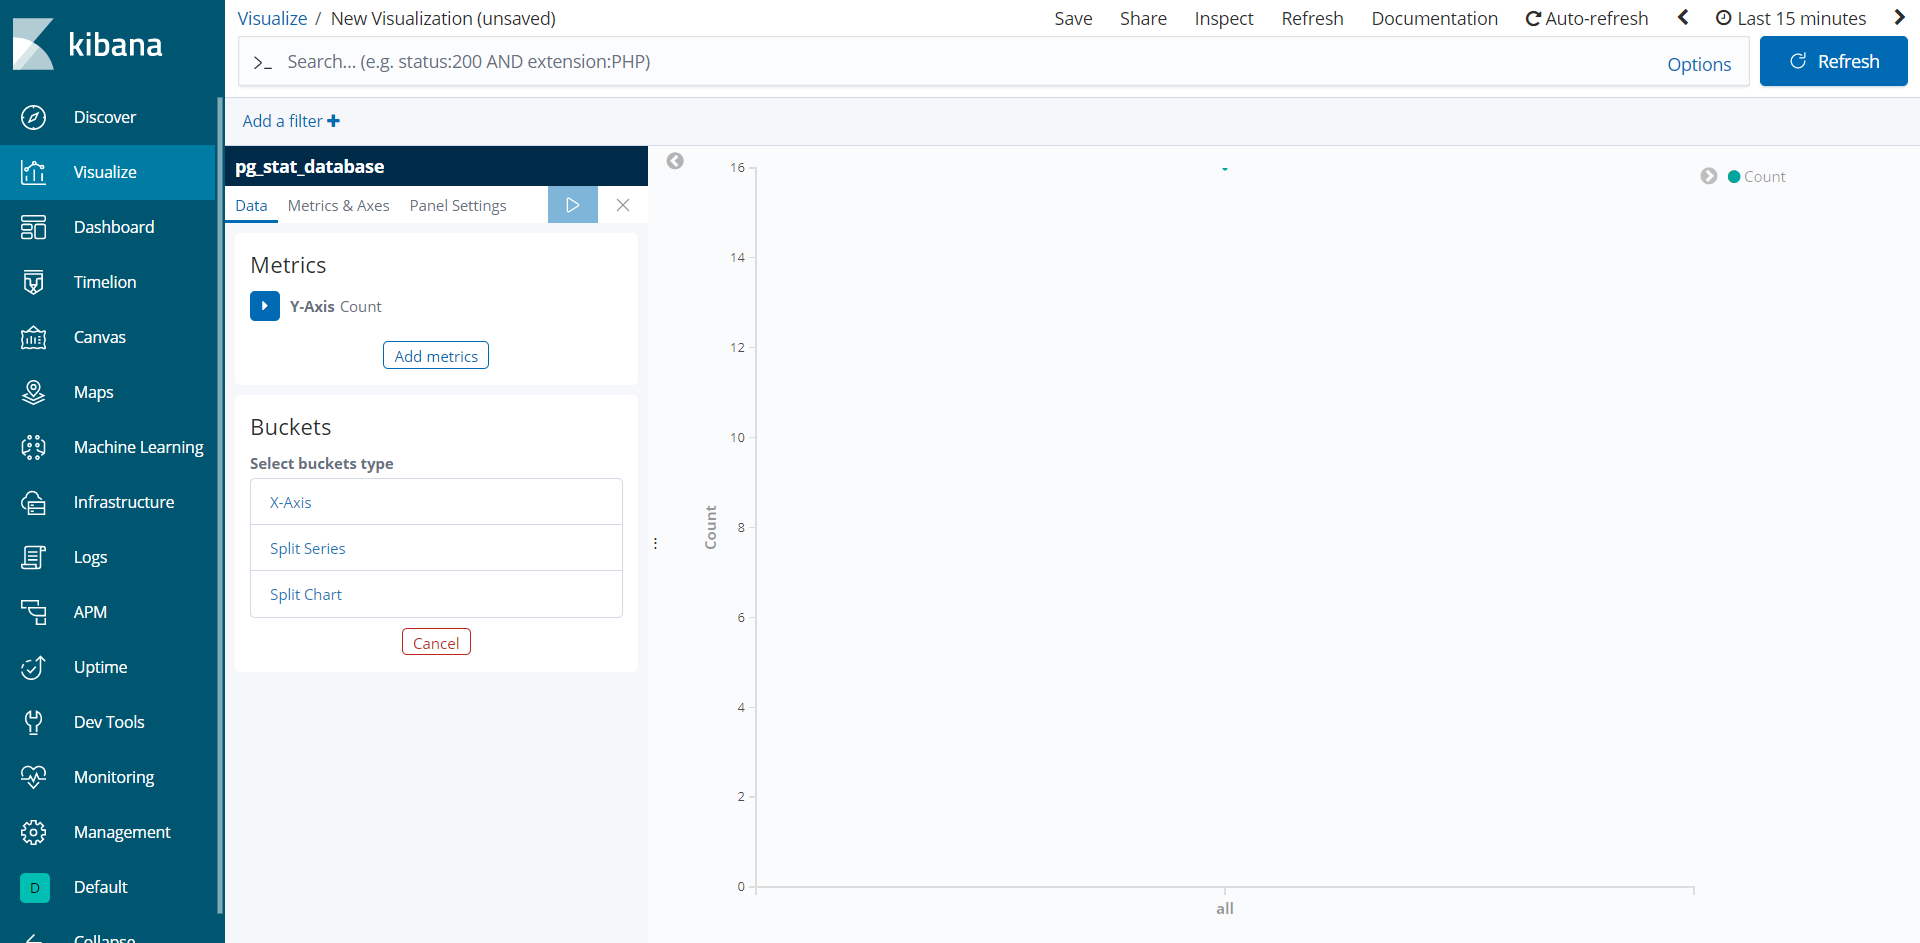 kibana
Discover
Visualize
Dashboard
Timelion
Canvas
Maps
Machine Learning
Infrastructure
Logs
APM
Uptime
Dev Tools
Monitoring
Management
D Default
Collapse
Visualize / New Visualization (unsaved)
Save Share Inspect Refresh Documentation Auto-refresh Last 15 minutes
>_ Search... (e.g. status:200 AND extension:PHP) Options Refresh
Add a filter +
pg_stat_database
Data Metrics & Axes Panel Settings
Metrics
Y-Axis Count
Add metrics
Buckets
Select buckets type
X-Axis
Split Series
Split Chart
Cancel
Count
16
14
12
10
8
6
4
2
0
all
Count